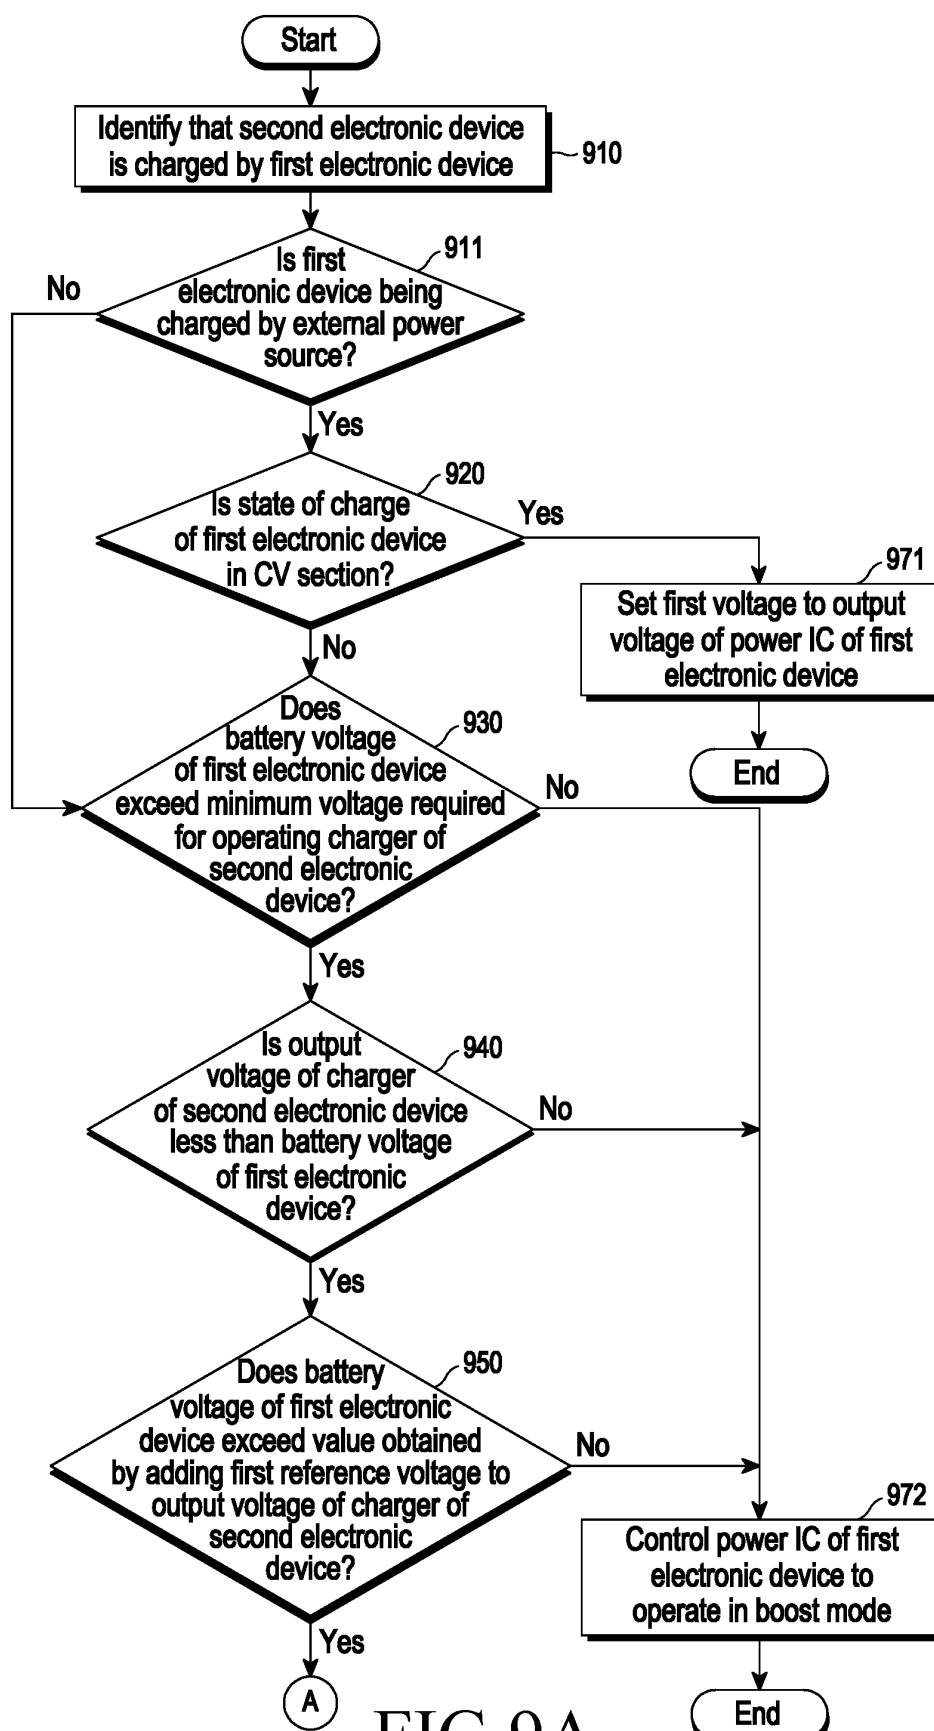 Start
Identify that second electronic device
is charged by first electronic device
910
911
Is first
electronic device being
charged by external power
source?
No
Yes
920
Is state of charge
of first electronic device
in CV section?
Yes
No
971
Set first voltage to output
voltage of power IC of first
electronic device
End
930
Does
battery voltage
of first electronic device
exceed minimum voltage required
for operating charger of
second electronic
device?
No
Yes
940
Is output
voltage of charger
of second electronic device
less than battery voltage
of first electronic
device?
No
Yes
950
Does battery
voltage of first electronic
device exceed value obtained
by adding first reference voltage to
output voltage of charger of
second electronic
device?
No
Yes
972
Control power IC of first
electronic device to
operate in boost mode
End
A
FIG.9A